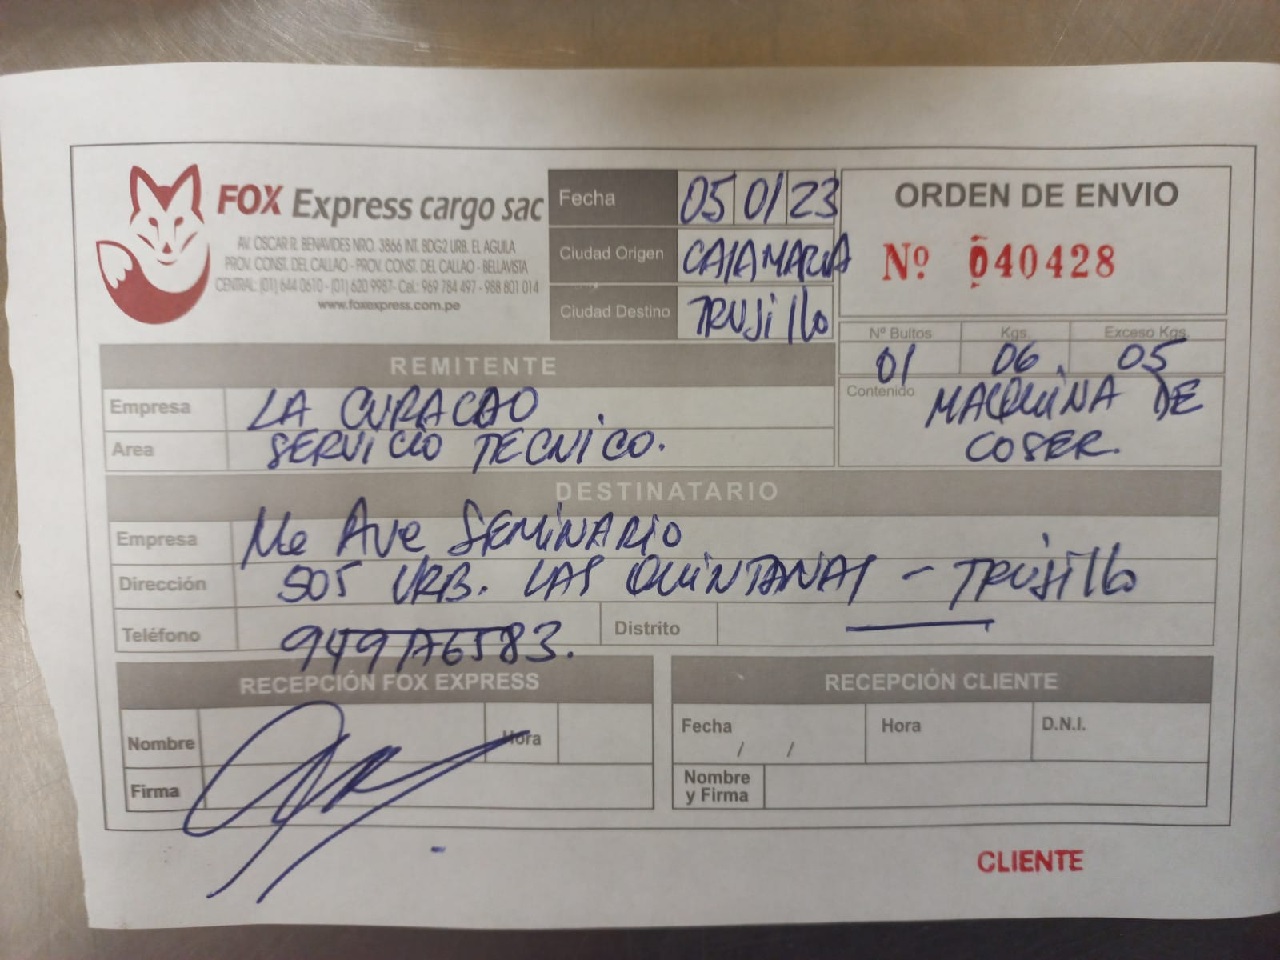 FOX Express cargo sac
AV. OSCAR R. BENAVIDES NRO. 3866 INT. BDG2 URB. EL AGUILA
PROV. CONST. DEL CALLAO - PROV. CONST. DEL CALLAO - BELLAVISTA
CENTRAL: (01) 644 0610 - (01) 620 9987- Cel.: 969 784 497 - 988 801 014
www.foxexpress.com.pe
Fecha 05 01 23
Ciudad Origen CAJAMARCA
Ciudad Destino TRUJillo
ORDEN DE ENVIO
Nº 040428
Nº Bultos Kgs. Exceso Kgs.
01 06. 05
Contenido MAQUINA DE
COSER.
REMITENTE
Empresa LA CURACAO
Area SERVICIO TECNICO.
DESTINATARIO
Empresa Mc Ave SEMINARIO
Dirección 505 URB. LAS QUINTANAS - TRUJillo
Teléfono Distrito
RECEPCIÓN FOX EXPRESS
Nombre Hora
Firma
RECEPCIÓN CLIENTE
Fecha / / Hora D.N.I.
Nombre
y Firma
CLIENTE